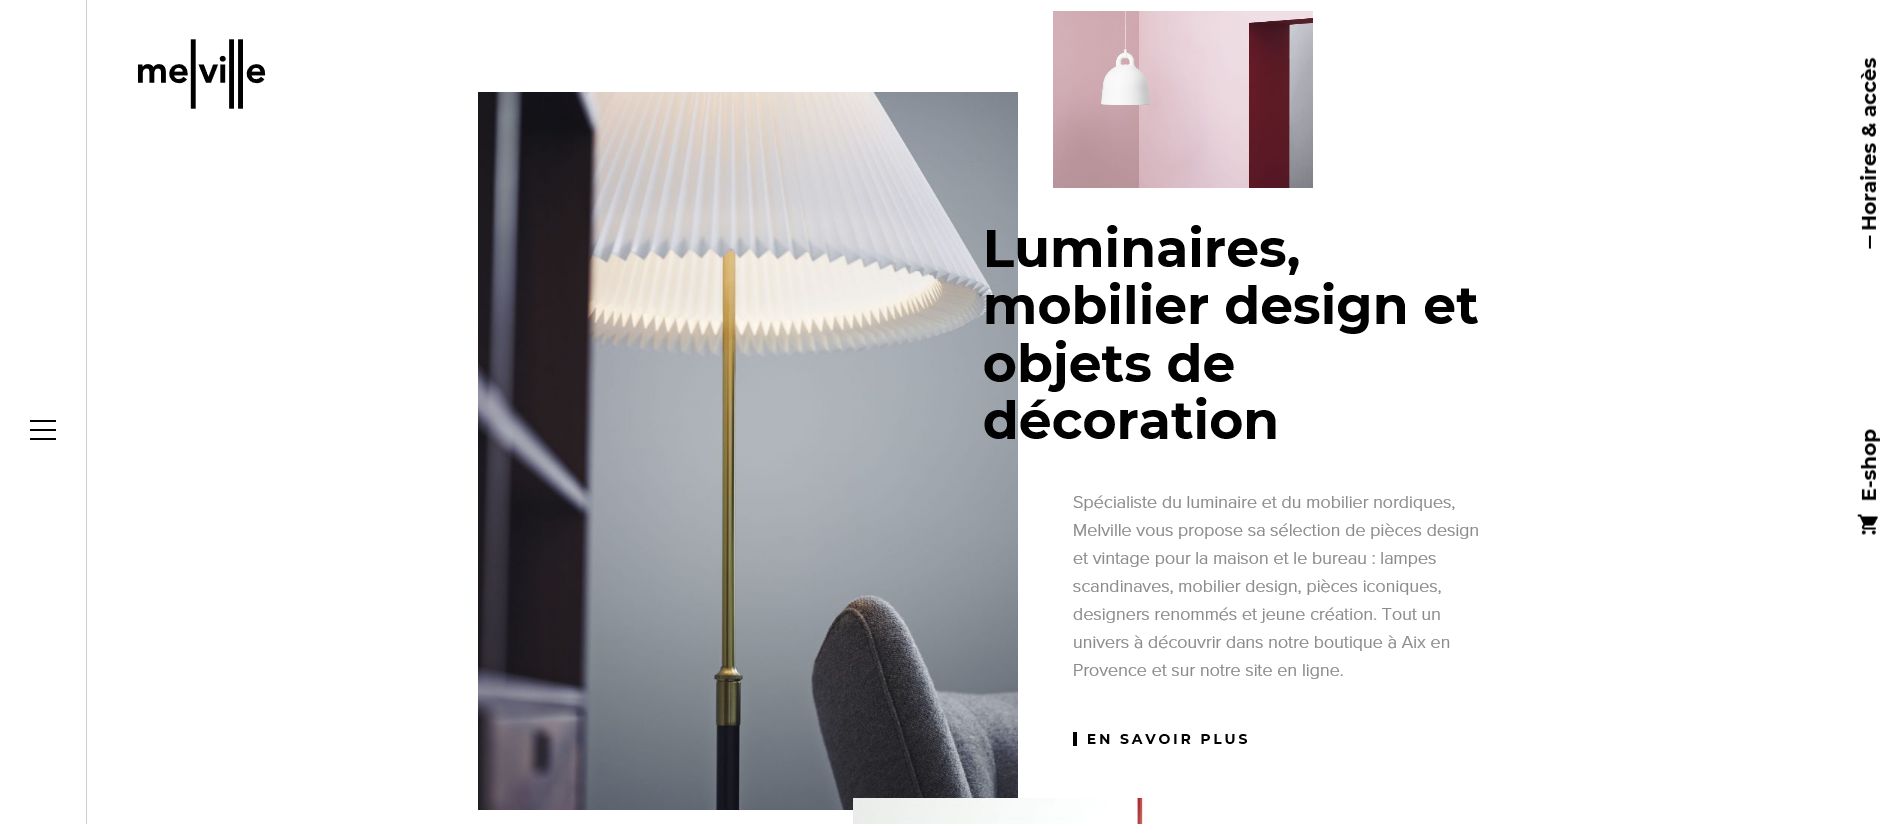 melville
Luminaires,
mobilier design et
objets de
décoration
Spécialiste du luminaire et du mobilier nordiques,
Melville vous propose sa sélection de pièces design
et vintage pour la maison et le bureau : lampes
scandinaves, mobilier design, pièces iconiques,
designers renommés et jeune création. Tout un
univers à découvrir dans notre boutique à Aix en
Provence et sur notre site en ligne.
EN SAVOIR PLUS
— Horaires & accès
E-shop